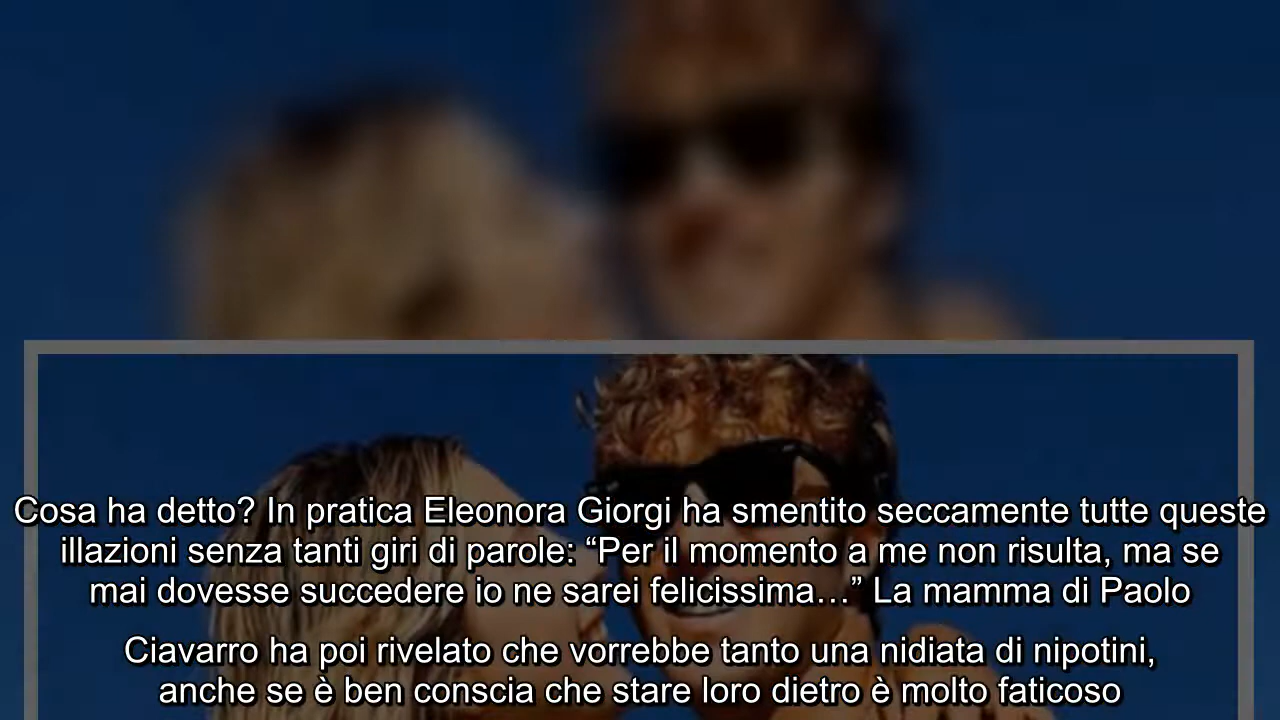 Cosa ha detto? In pratica Eleonora Giorgi ha smentito seccamente tutte queste
illazioni senza tanti giri di parole: “Per il momento a me non risulta, ma se
mai dovesse succedere io ne sarei felicissima…” La mamma di Paolo
Ciavarro ha poi rivelato che vorrebbe tanto una nidiata di nipotini,
anche se è ben conscia che stare loro dietro è molto faticoso